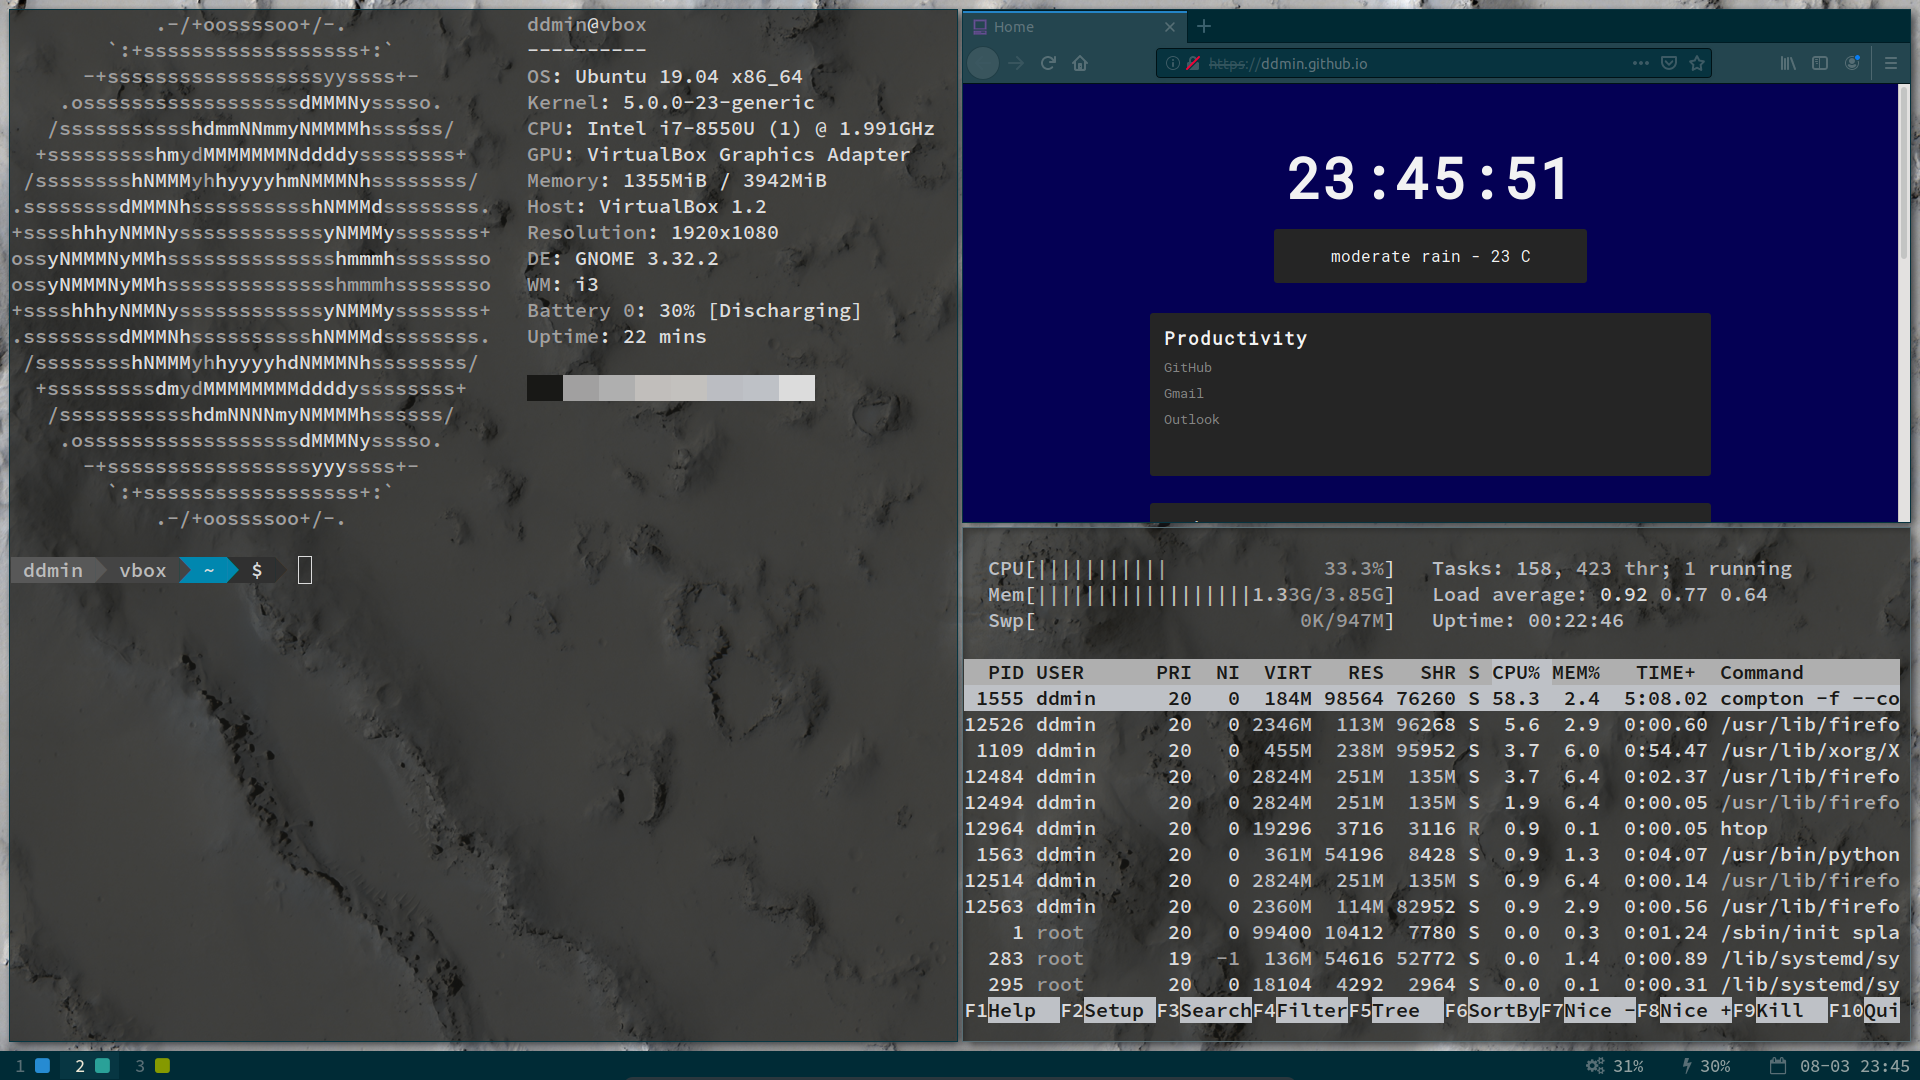 .-/+oossssoo+/-.
`:+ssssssssssssssssss+:`
-+ssssssssssssssssssyyssss+-
.ossssssssssssssssssdMMMNysssso.
/ssssssssssshdmmNNmmyNMMMMhssssss/
+ssssssssshmydMMMMMMMNddddyssssssss+
/sssssssshNMMMyhhyyyyhmNMMMNhssssssss/
.ssssssssdMMMNhsssssssssshNMMMdssssssss.
+sssshhhyNMMNyssssssssssssyNMMMysssssss+
ossyNMMMNyMMhsssssssssssssshmmmhssssssso
ossyNMMMNyMMhsssssssssssssshmmmhssssssso
+sssshhhyNMMNyssssssssssssyNMMMysssssss+
.ssssssssdMMMNhsssssssssshNMMMdssssssss.
/sssssssshNMMMyhhyyyyhdNMMMNhssssssss/
+sssssssssdmydMMMMMMMMddddyssssssss+
/ssssssssssshdmNNNNmyNMMMMhssssss/
.ossssssssssssssssssdMMMNysssso.
-+sssssssssssssssssyyyssss+-
`:+ssssssssssssssssss+:`
.-/+oossssoo+/-.
ddmin@vbox
----------
OS: Ubuntu 19.04 x86_64
Kernel: 5.0.0-23-generic
CPU: Intel i7-8550U (1) @ 1.991GHz
GPU: VirtualBox Graphics Adapter
Memory: 1355MiB / 3942MiB
Host: VirtualBox 1.2
Resolution: 1920x1080
DE: GNOME 3.32.2
WM: i3
Battery 0: 30% [Discharging]
Uptime: 22 mins
ddmin vbox ~ $
Home
https://ddmin.github.io
23:45:51
moderate rain - 23 C
Productivity
GitHub
Gmail
Outlook
CPU[||||||||||| 33.3%] Tasks: 158, 423 thr; 1 running
Mem[||||||||||||||||||1.33G/3.85G] Load average: 0.92 0.77 0.64
Swp[ 0K/947M] Uptime: 00:22:46
PID USER PRI NI VIRT RES SHR S CPU% MEM% TIME+ Command
1555 ddmin 20 0 184M 98564 76260 S 58.3 2.4 5:08.02 compton -f --co
12526 ddmin 20 0 2346M 113M 96268 S 5.6 2.9 0:00.60 /usr/lib/firefo
1109 ddmin 20 0 455M 238M 95952 S 3.7 6.0 0:54.47 /usr/lib/xorg/X
12484 ddmin 20 0 2824M 251M 135M S 3.7 6.4 0:02.37 /usr/lib/firefo
12494 ddmin 20 0 2824M 251M 135M S 1.9 6.4 0:00.05 /usr/lib/firefo
12964 ddmin 20 0 19296 3716 3116 R 0.9 0.1 0:00.05 htop
1563 ddmin 20 0 361M 54196 8428 S 0.9 1.3 0:04.07 /usr/bin/python
12514 ddmin 20 0 2824M 251M 135M S 0.9 6.4 0:00.14 /usr/lib/firefo
12563 ddmin 20 0 2360M 114M 82952 S 0.9 2.9 0:00.56 /usr/lib/firefo
1 root 20 0 99400 10412 7780 S 0.0 0.3 0:01.24 /sbin/init spla
283 root 19 -1 136M 54616 52772 S 0.0 1.4 0:00.89 /lib/systemd/sy
295 root 20 0 18104 4292 2964 S 0.0 0.1 0:00.31 /lib/systemd/sy
F1Help F2Setup F3SearchF4FilterF5Tree F6SortByF7Nice -F8Nice +F9Kill F10Qui
1 2 3 31% 30% 08-03 23:45